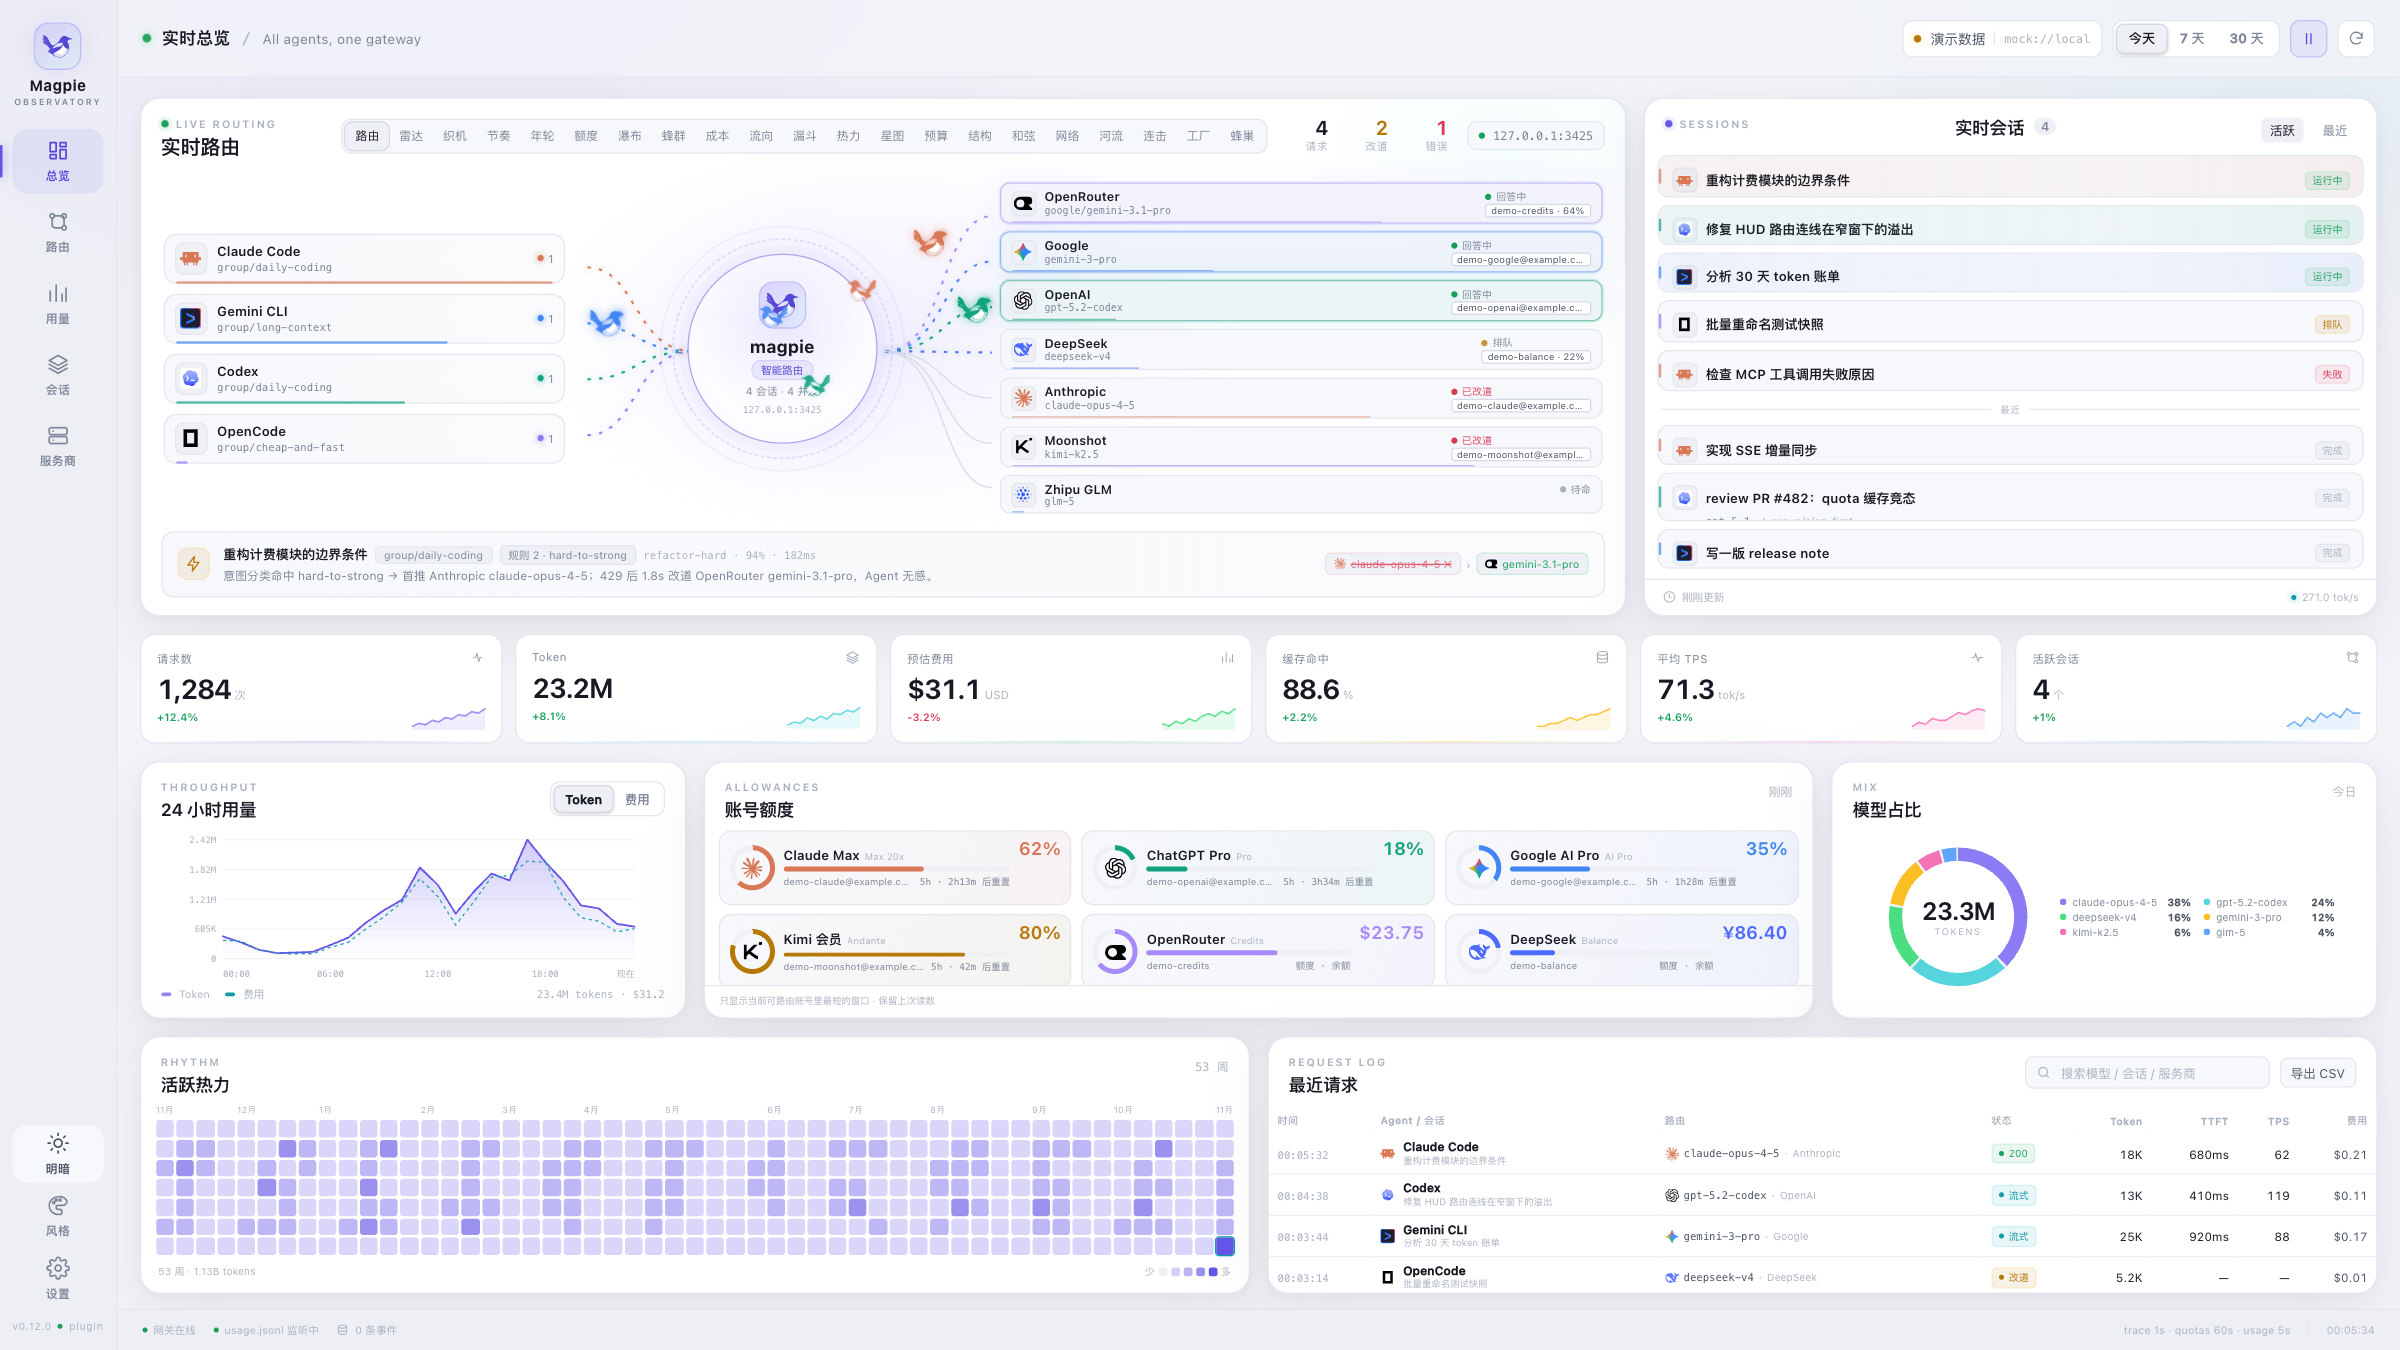 Magpie
OBSERVATORY
总览
路由
用量
会话
服务商
明暗
风格
设置
v0.12.0 plugin
实时总览 / All agents, one gateway
演示数据 mock://local
今天 7 天 30 天
LIVE ROUTING
实时路由
路由 雷达 织机 节奏 年轮 额度 瀑布 蜂群 成本 流向 漏斗 热力 星图 预算 结构 和弦 网络 河流 连击 工厂 蜂巢
4 请求
2 改道
1 错误
127.0.0.1:3425
Claude Code 1
group/daily-coding
Gemini CLI 1
group/long-context
Codex 1
group/daily-coding
OpenCode 1
group/cheap-and-fast
magpie
智能路由
4 会话 · 4
127.0.0.1:3425
OpenRouter 回答中
google/gemini-3.1-pro demo-credits · 64%
Google 回答中
gemini-3-pro demo-google@example.c...
OpenAI 回答中
gpt-5.2-codex demo-openai@example.c...
DeepSeek 排队
deepseek-v4 demo-balance · 22%
Anthropic 已改道
claude-opus-4-5 demo-claude@example.c...
Moonshot 已改道
kimi-k2.5 demo-moonshot@exampl...
Zhipu GLM 待命
glm-5
重构计费模块的边界条件 group/daily-coding 规则 2 · hard-to-strong refactor-hard · 94% · 182ms
意图分类命中 hard-to-strong → 首推 Anthropic claude-opus-4-5；429 后 1.8s 改道 OpenRouter gemini-3.1-pro，Agent 无感。
claude-opus-4-5 ✕ › gemini-3.1-pro
SESSIONS
实时会话 4
活跃 最近
重构计费模块的边界条件 运行中
修复 HUD 路由连线在窄窗下的溢出 运行中
分析 30 天 token 账单 运行中
批量重命名测试快照 排队
检查 MCP 工具调用失败原因 失败
最近
实现 SSE 增量同步 完成
review PR #482：quota 缓存竞态 完成
写一版 release note 完成
刚刚更新 271.0 tok/s
请求数
1,284 次
+12.4%
Token
23.2M
+8.1%
预估费用
$31.1 USD
-3.2%
缓存命中
88.6 %
+2.2%
平均 TPS
71.3 tok/s
+4.6%
活跃会话
4 个
+1%
THROUGHPUT
24 小时用量
Token 费用
2.42M
1.82M
1.21M
605K
0
00:00 06:00 12:00 18:00 现在
Token 费用 23.4M tokens · $31.2
ALLOWANCES
账号额度
刚刚
Claude Max Max 20x 62%
demo-claude@example.c... 5h · 2h13m 后重置
ChatGPT Pro Pro 18%
demo-openai@example.c... 5h · 3h34m 后重置
Google AI Pro AI Pro 35%
demo-google@example.c... 5h · 1h28m 后重置
Kimi 会员 Andante 80%
demo-moonshot@example.c... 5h · 42m 后重置
OpenRouter Credits $23.75
demo-credits 额度 · 余额
DeepSeek Balance ¥86.40
demo-balance 额度 · 余额
只显示当前可路由账号里最短的窗口 · 保留上次读数
MIX
模型占比
今日
23.3M
TOKENS
claude-opus-4-5 38% gpt-5.2-codex 24%
deepseek-v4 16% gemini-3-pro 12%
kimi-k2.5 6% glm-5 4%
RHYTHM
活跃热力
53 周
11月 12月 1月 2月 3月 4月 5月 6月 7月 8月 9月 10月 11月
53 周 · 1.13B tokens
少 多
REQUEST LOG
最近请求
搜索模型 / 会话 / 服务商
导出 CSV
时间 Agent / 会话 路由 状态 Token TTFT TPS 费用
00:05:32 Claude Code claude-opus-4-5 · Anthropic 200 18K 680ms 62 $0.21
重构计费模块的边界条件
00:04:38 Codex gpt-5.2-codex · OpenAI 流式 13K 410ms 119 $0.11
修复 HUD 路由连线在窄窗下的溢出
00:03:44 Gemini CLI gemini-3-pro · Google 流式 25K 920ms 88 $0.17
分析 30 天 token 账单
00:03:14 OpenCode deepseek-v4 · DeepSeek 改道 5.2K — — $0.01
批量重命名测试快照
网关在线 usage.jsonl 监听中 0 条事件
trace 1s · quotas 60s · usage 5s 00:05:34